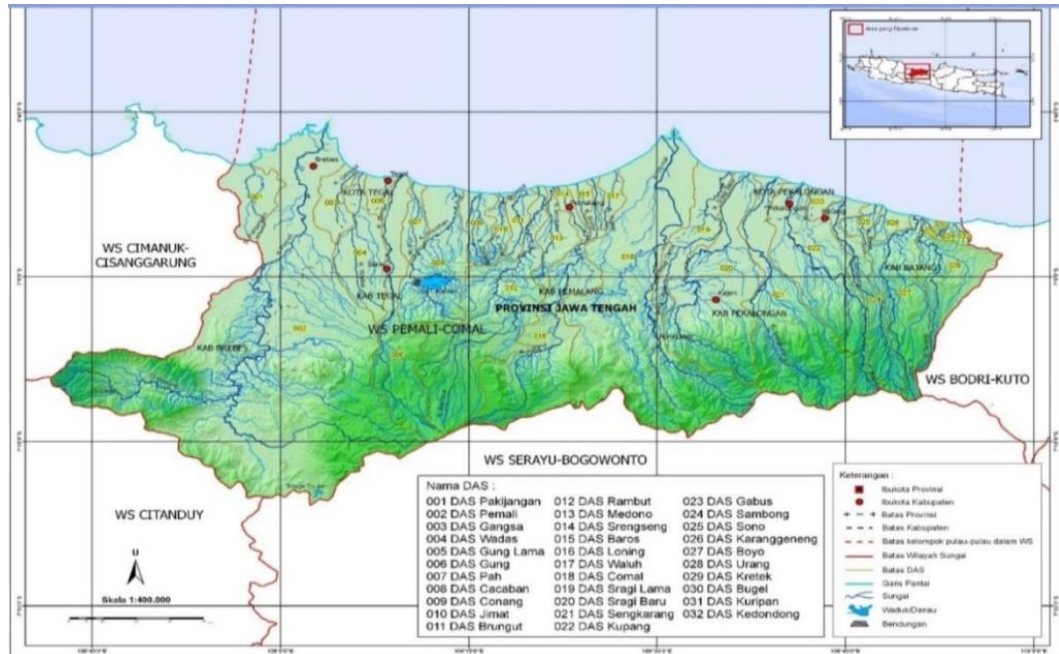 Area yang Dipetakan
Brebes
KOTA TEGAL
KOTA PEKALONGAN
WS CIMANUK-
CISANGGARUNG
KAB TEGAL
KAB PEMALANG
KAB BATANG
PROVINSI JAWA TENGAH
KAB PEKALONGAN
WS PEMALI-COMAL
KAB BREBES
WS BODRI-KUTO
WS SERAYU-BOGOWONTO
WS CITANDUY
U
Skala 1:400.000
Nama DAS :
001 DAS Pakijangan
002 DAS Pemali
003 DAS Gangsa
004 DAS Wadas
005 DAS Gung Lama
006 DAS Gung
007 DAS Pah
008 DAS Cacaban
009 DAS Conang
010 DAS Jimat
011 DAS Brungut
012 DAS Rambut
013 DAS Medono
014 DAS Srengseng
015 DAS Baros
016 DAS Loning
017 DAS Waluh
018 DAS Comal
019 DAS Sragi Lama
020 DAS Sragi Baru
021 DAS Sengkarang
022 DAS Kupang
023 DAS Gabus
024 DAS Sambong
025 DAS Sono
026 DAS Karanggeneng
027 DAS Boyo
028 DAS Urang
029 DAS Kretek
030 DAS Bugel
031 DAS Kuripan
032 DAS Kedondong
Keterangan :
Ibukota Provinsi
Ibukota Kabupaten
Batas Provinsi
Batas Kabupaten
Batas kelompok pulau-pulau dalam WS
Batas Wilayah Sungai
Batas DAS
Garis Pantai
Sungai
Waduk/Danau
Bendungan